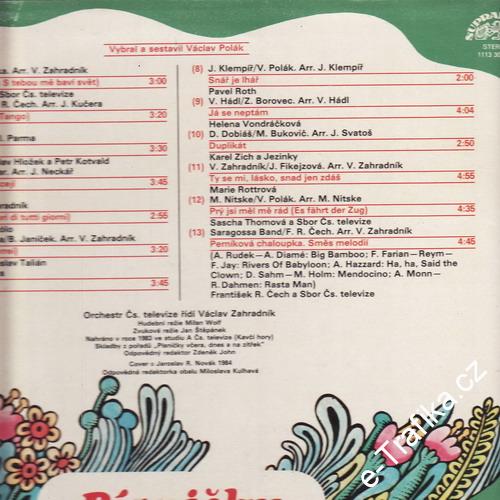 SUPRAPHON
STER
1113 3
Vybral a sestavil Václav Polák
ka. Arr. V. Zahradník
S tebou mě baví svět) 3:00
Sbor Čs. televize
R. Čech. Arr. J. Kučera
Tango) 3:20
I. Parma
3:30
lav Hložek a Petr Kotvald
ar. Arr. J. Neckář
3:45
V. Zahradník
ri di tutti giorni) 2:55
/B. Janíček. Arr. V. Zahradník
3:20
slav Talián
3:45
(8) J. Klempíř/V. Polák. Arr. J. Klempíř
Snář je lhář 2:00
Pavel Roth
(9) V. Hádl/Z. Borovec. Arr. V. Hádl
Já se neptám 4:04
Helena Vondráčková
(10) D. Dobiáš/M. Bukovič. Arr. J. Svatoš
Duplikát 2:50
Karel Zich a Jezinky
(11) V. Zahradník/J. Fikejzová. Arr. V. Zahradník
Ty se mi, lásko, snad jen zdáš 4:55
Marie Rottrová
(12) M. Nitske/V. Polák. Arr. M. Nitske
Prý jsi měl mě rád (Es fährt der Zug) 4:35
Sascha Thomová a Sbor Čs. televize
(13) Saragossa Band/F. R. Čech. Arr. V. Zahradník
Perníková chaloupka. Směs melodií 4:45
(A. Rudek—A. Diamé: Big Bamboo; F. Farian—Reym—
F. Jay: Rivers Of Babyloon; A. Hazzard: Ha, ha, Said the
Clown; D. Sahm—M. Holm: Mendocino; A. Monn—
R. Dahmen: Rasta Man)
František R. Čech a Sbor Čs. televize
Orchestr Čs. televize řídí Václav Zahradník
Hudební režie Milan Wolf
Zvuková režie Jan Štěpánek
Nahráno v roce 1983 ve studiu A Čs. televize (Kavčí hory)
Skladby z pořadů „Písničky včera, dnes a na zítřek"
Odpovědný redaktor Zdeněk John
Cover © Jaroslav R. Novák 1984
Odpovědná redaktorka obalu Miloslava Kulhavá
e-Trafika.cz
Písničky